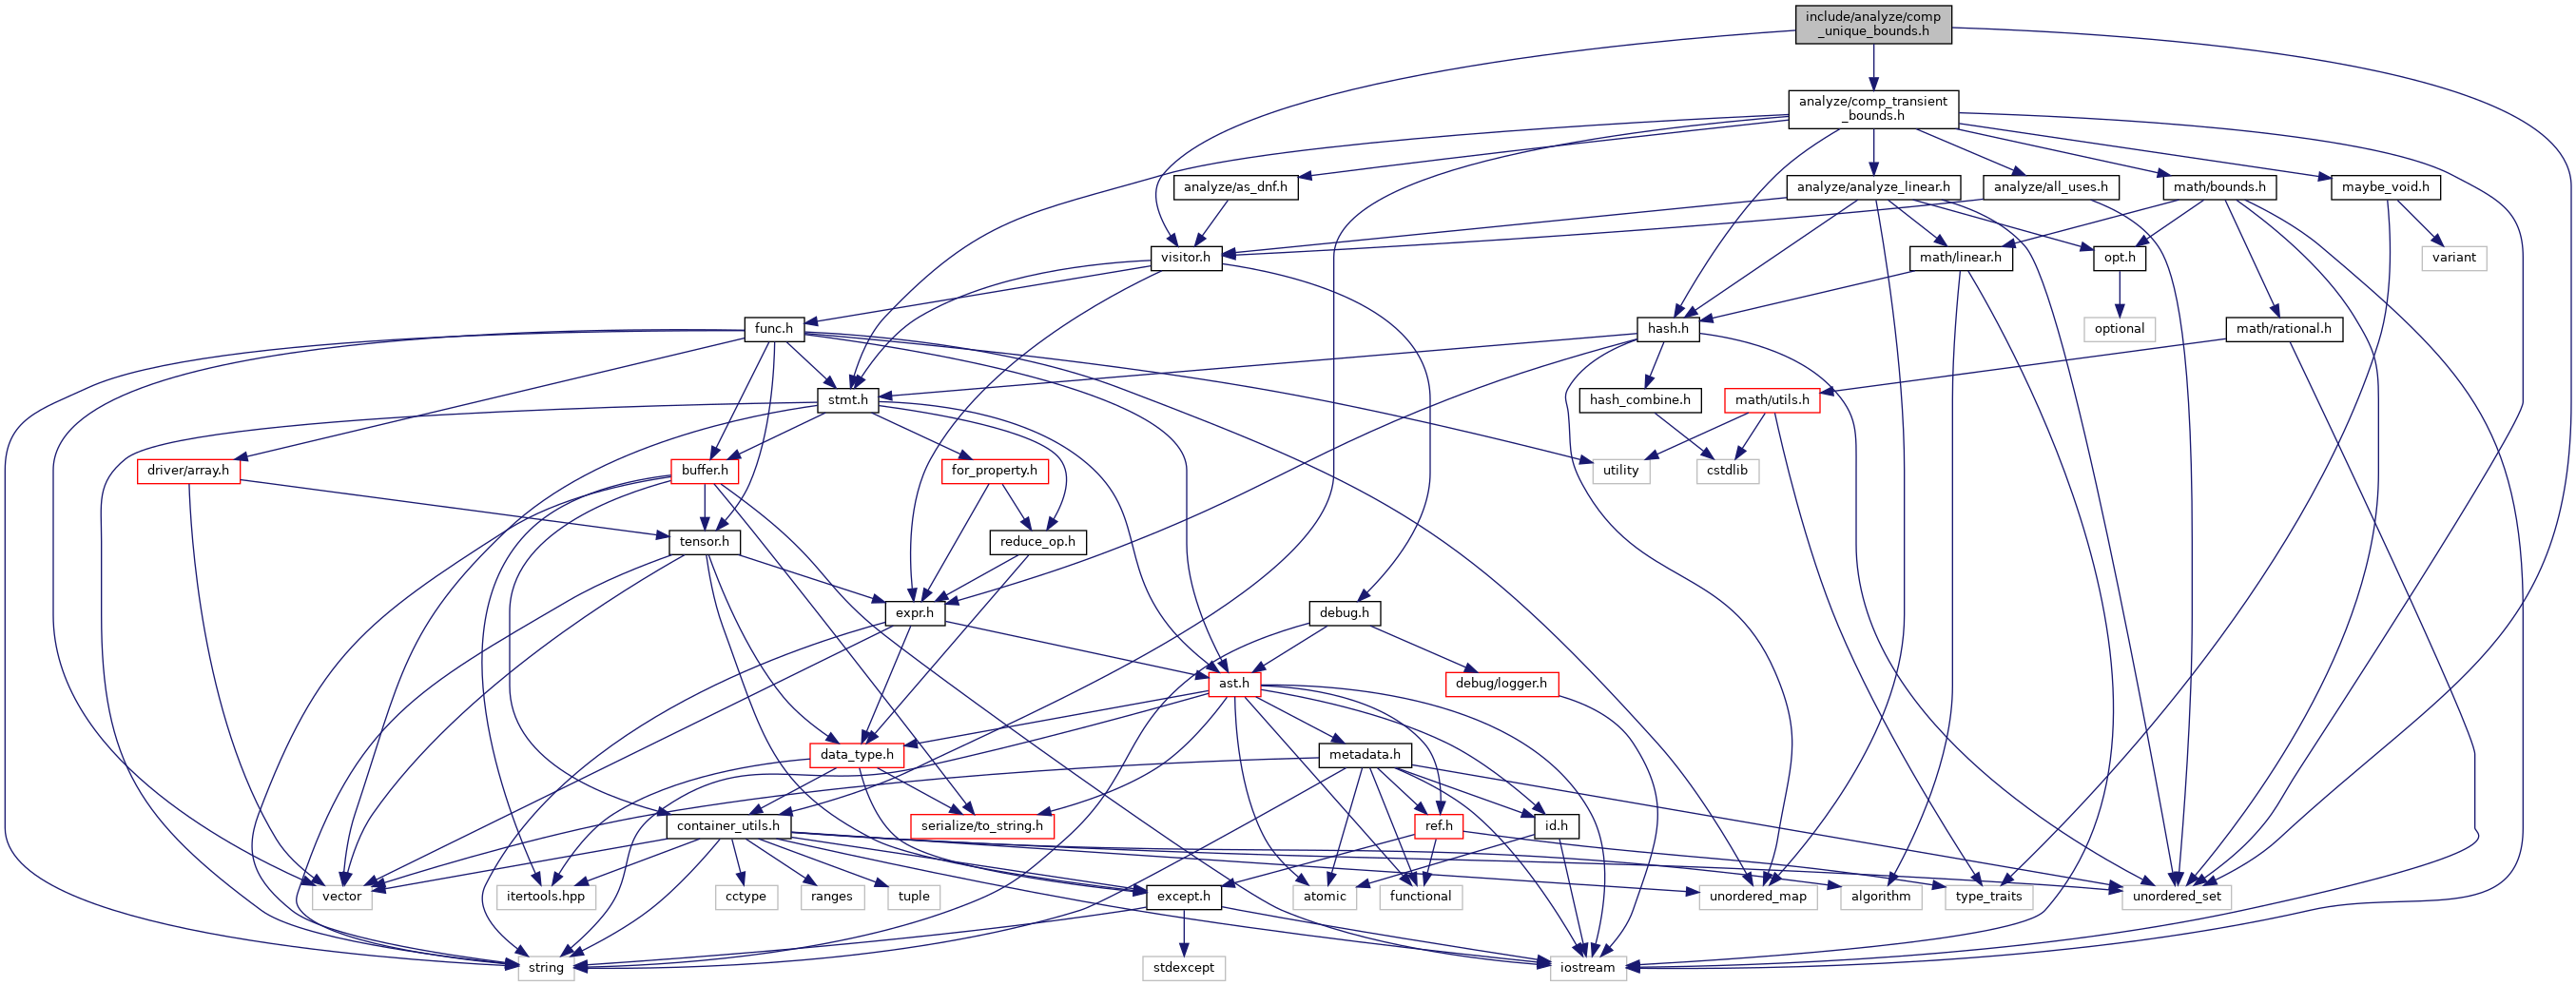 include/analyze/comp
_unique_bounds.h
analyze/comp_transient
_bounds.h
analyze/as_dnf.h
analyze/analyze_linear.h
analyze/all_uses.h
math/bounds.h
maybe_void.h
visitor.h
math/linear.h
opt.h
variant
func.h
hash.h
optional
math/rational.h
stmt.h
hash_combine.h
math/utils.h
driver/array.h
buffer.h
for_property.h
utility
cstdlib
tensor.h
reduce_op.h
expr.h
debug.h
ast.h
debug/logger.h
data_type.h
metadata.h
container_utils.h
serialize/to_string.h
ref.h
id.h
vector
itertools.hpp
cctype
ranges
tuple
except.h
atomic
functional
unordered_map
algorithm
type_traits
unordered_set
string
stdexcept
iostream